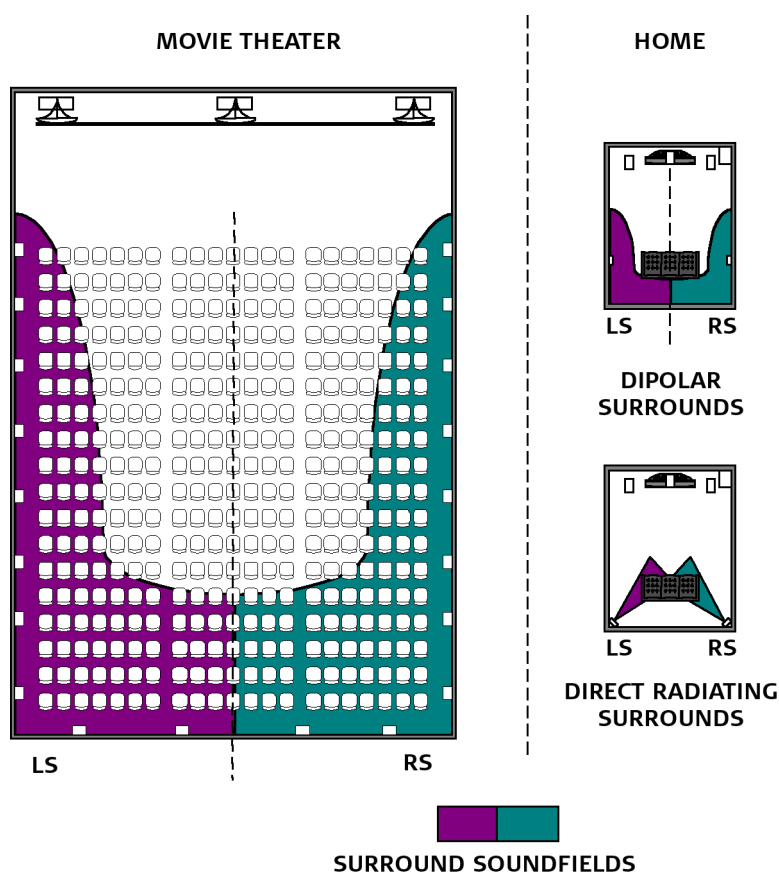 MOVIE THEATER
HOME
LS
RS
DIPOLAR
SURROUNDS
LS
RS
DIRECT RADIATING
SURROUNDS
LS
RS
SURROUND SOUNDFIELDS